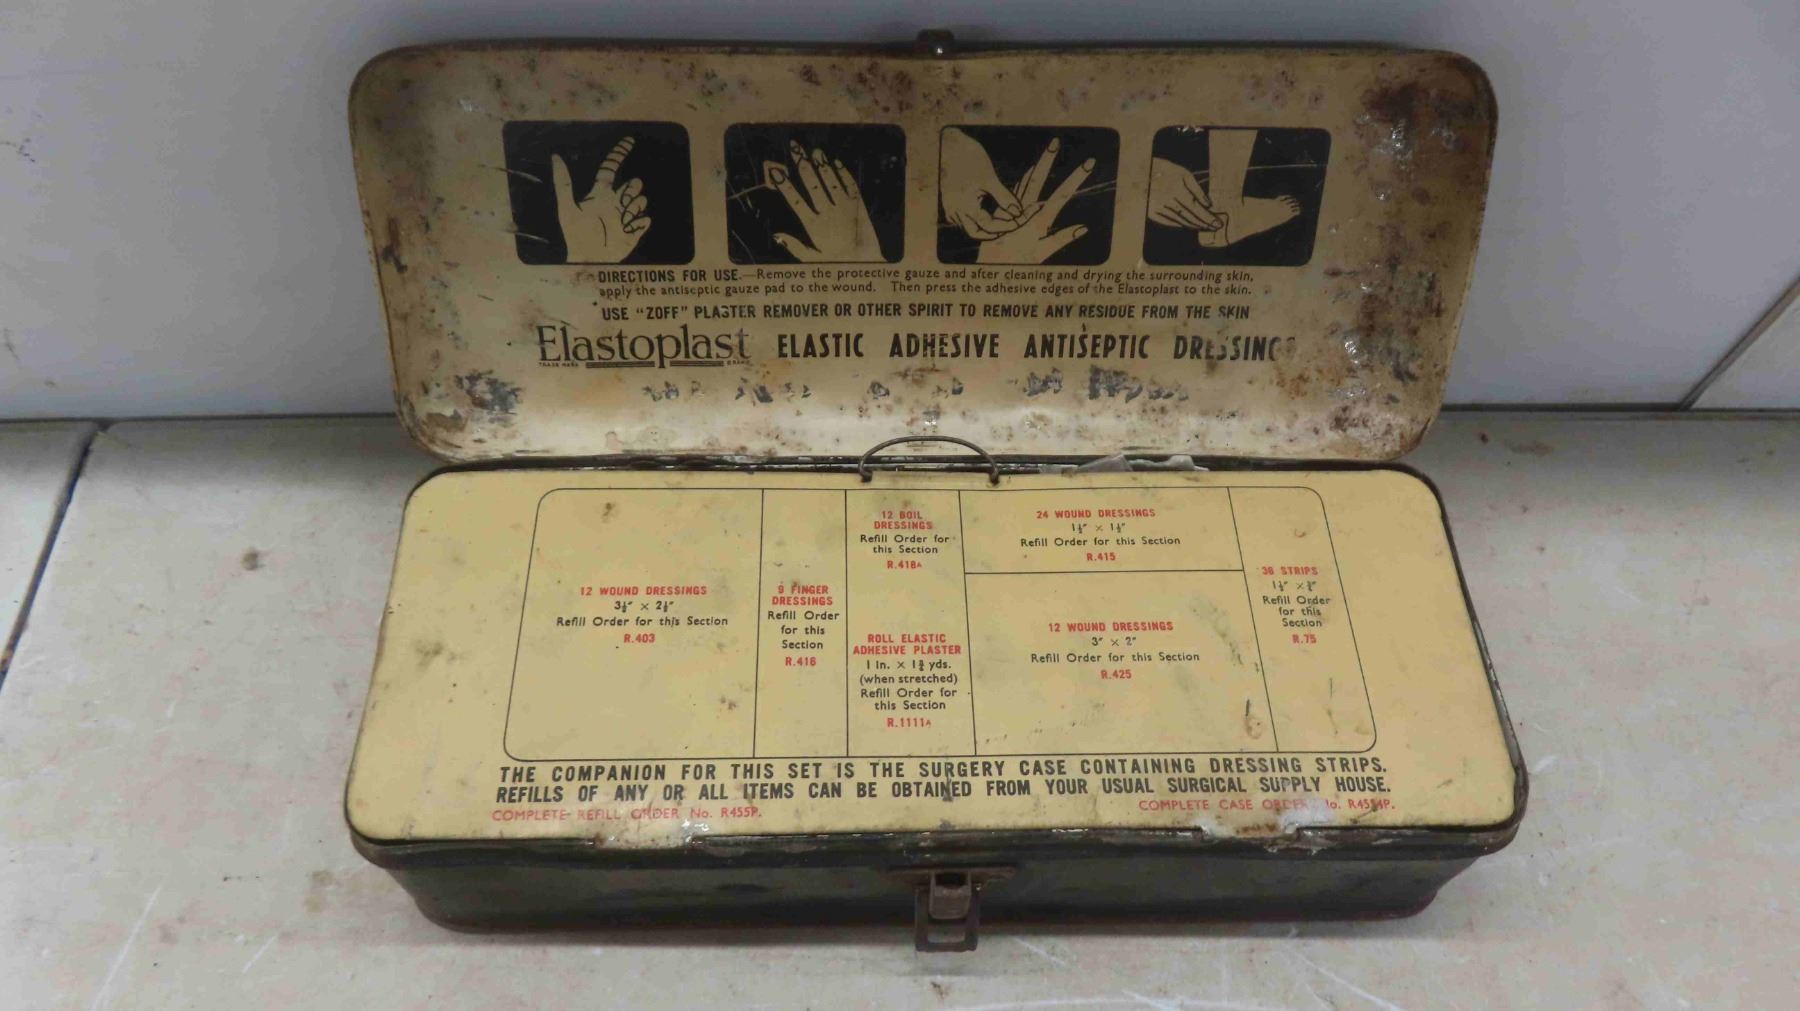 DIRECTIONS FOR USE.—Remove the protective gauze and after cleaning and drying the surrounding skin,
apply the antiseptic gauze pad to the wound. Then press the adhesive edges of the Elastoplast to the skin.
USE "ZOFF" PLASTER REMOVER OR OTHER SPIRIT TO REMOVE ANY RESIDUE FROM THE SKIN
Elastoplast ELASTIC ADHESIVE ANTISEPTIC DRESSINGS
TRADE MARK BRAND
12 WOUND DRESSINGS
3½″ × 2½″
Refill Order for this Section
R.403
9 FINGER
DRESSINGS
Refill Order
for this
Section
R.416
12 BOIL
DRESSINGS
Refill Order for
this Section
R.418A
ROLL ELASTIC
ADHESIVE PLASTER
1 In. × 1½ yds.
(when stretched)
Refill Order for
this Section
R.1111A
24 WOUND DRESSINGS
1½″ × 1½″
Refill Order for this Section
R.415
12 WOUND DRESSINGS
3″ × 2″
Refill Order for this Section
R.425
36 STRIPS
Refill Order
for this
Section
R.75
THE COMPANION FOR THIS SET IS THE SURGERY CASE CONTAINING DRESSING STRIPS.
REFILLS OF ANY OR ALL ITEMS CAN BE OBTAINED FROM YOUR USUAL SURGICAL SUPPLY HOUSE.
COMPLETE REFILL ORDER No. R455P.
COMPLETE CASE ORDER No. R454P.